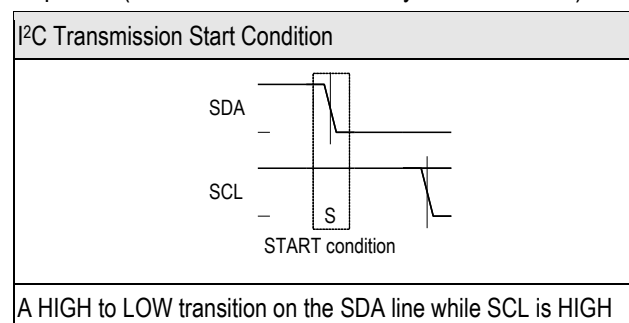 I²C Transmission Start Condition
SDA
SCL
S
START condition
A HIGH to LOW transition on the SDA line while SCL is HIGH